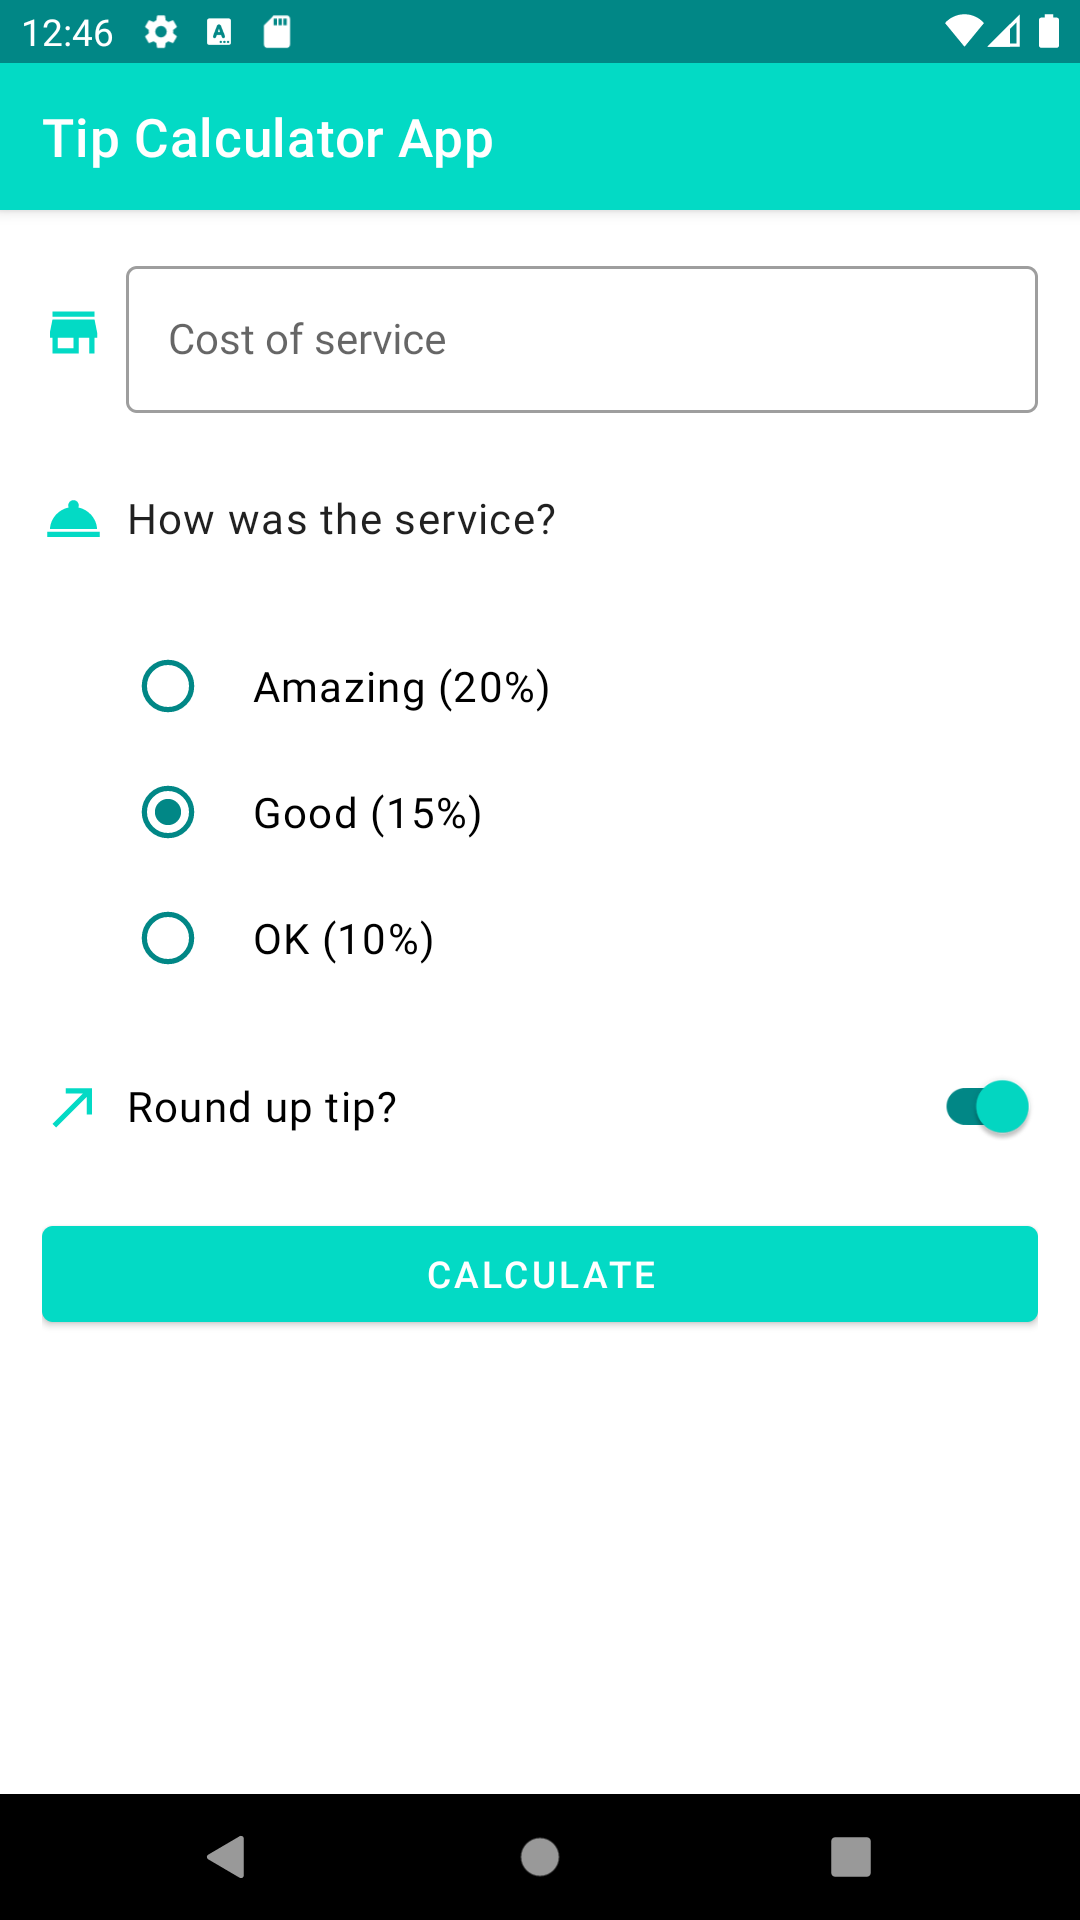 12:46
Tip Calculator App
Cost of service
How was the service?
Amazing (20%)
Good (15%)
OK (10%)
Round up tip?
CALCULATE